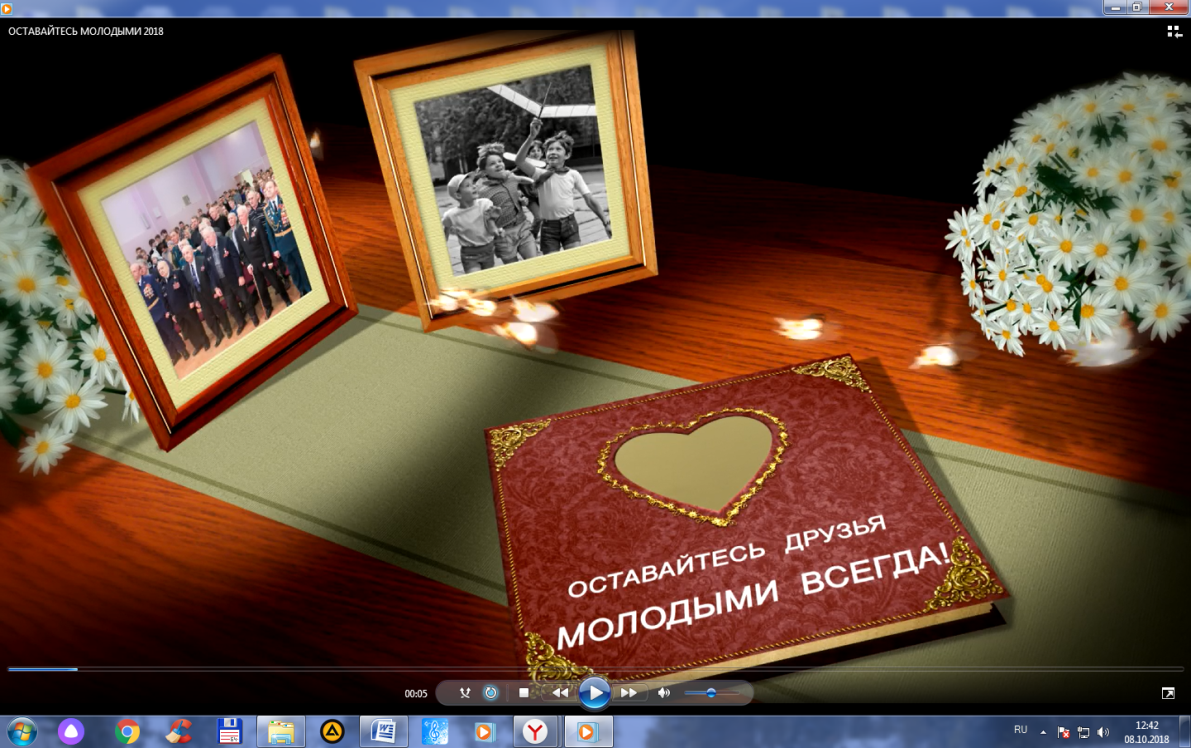 ОСТАВАЙТЕСЬ МОЛОДЫМИ 2018
ОСТАВАЙТЕСЬ ДРУЗЬЯ
МОЛОДЫМИ ВСЕГДА!
00:05
RU
12:42
08.10.2018